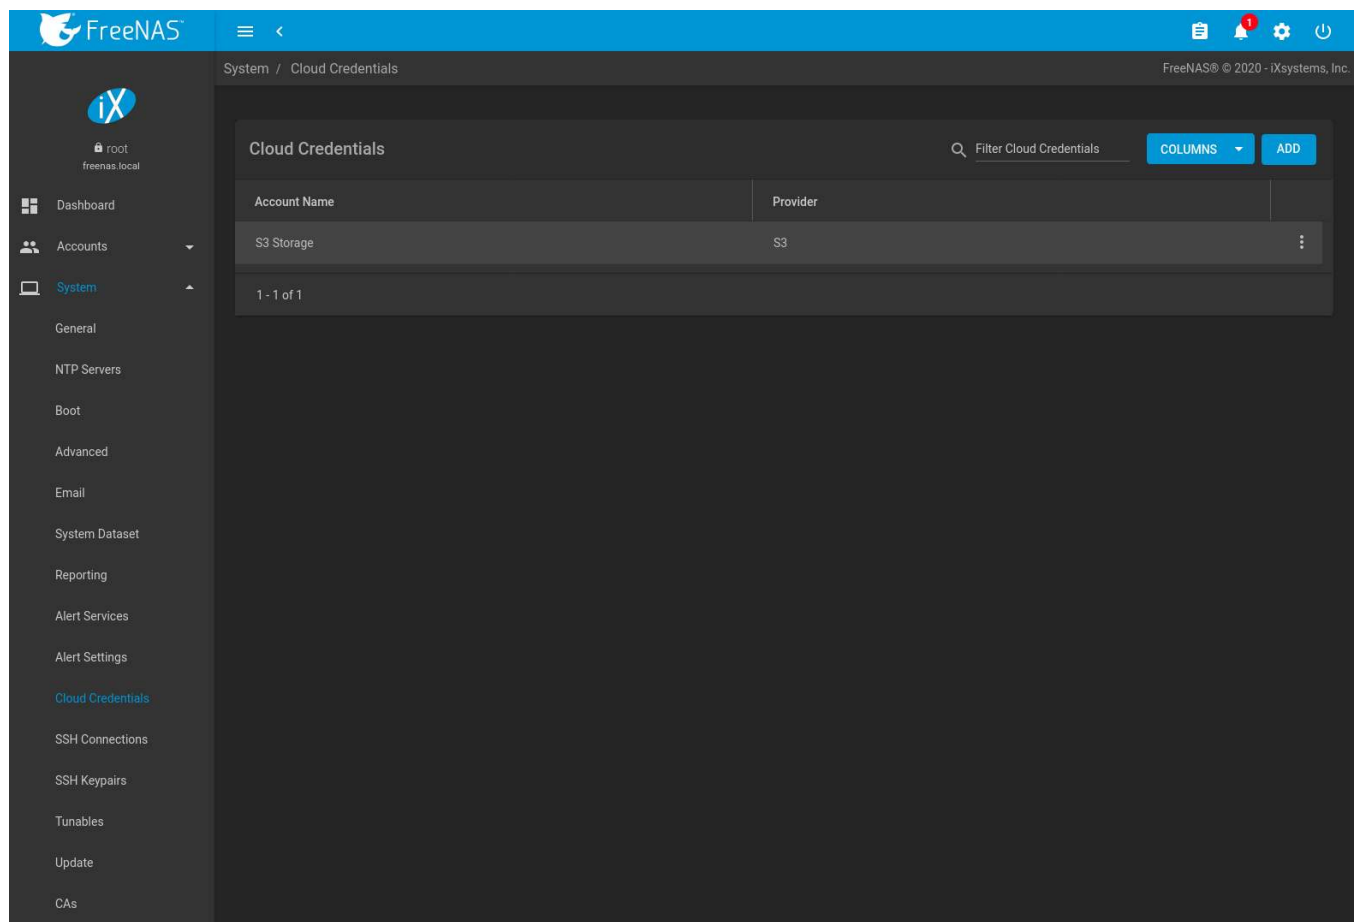 FreeNAS™
1
System / Cloud Credentials
FreeNAS® © 2020 - iXsystems, Inc.
iX
root
freenas.local
Cloud Credentials
Filter Cloud Credentials
COLUMNS
ADD
Account Name
Provider
S3 Storage
S3
1 - 1 of 1
Dashboard
Accounts
System
General
NTP Servers
Boot
Advanced
Email
System Dataset
Reporting
Alert Services
Alert Settings
Cloud Credentials
SSH Connections
SSH Keypairs
Tunables
Update
CAs